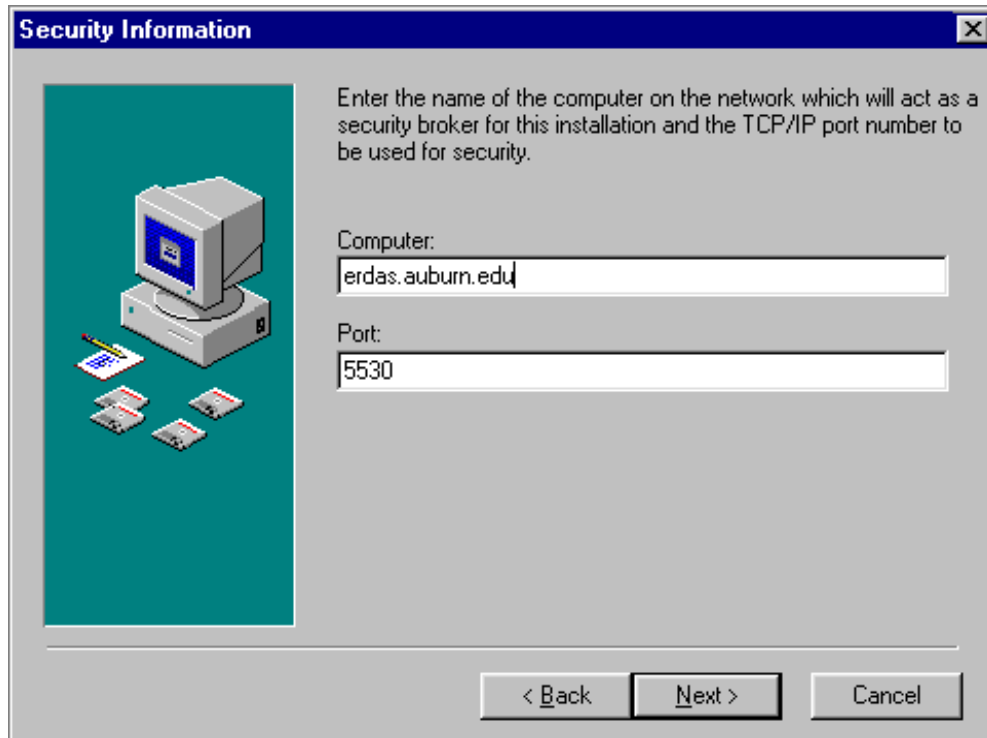 Security Information
Enter the name of the computer on the network which will act as a
security broker for this installation and the TCP/IP port number to
be used for security.
Computer:
erdas.auburn.edu
Port:
5530
< Back
Next >
Cancel